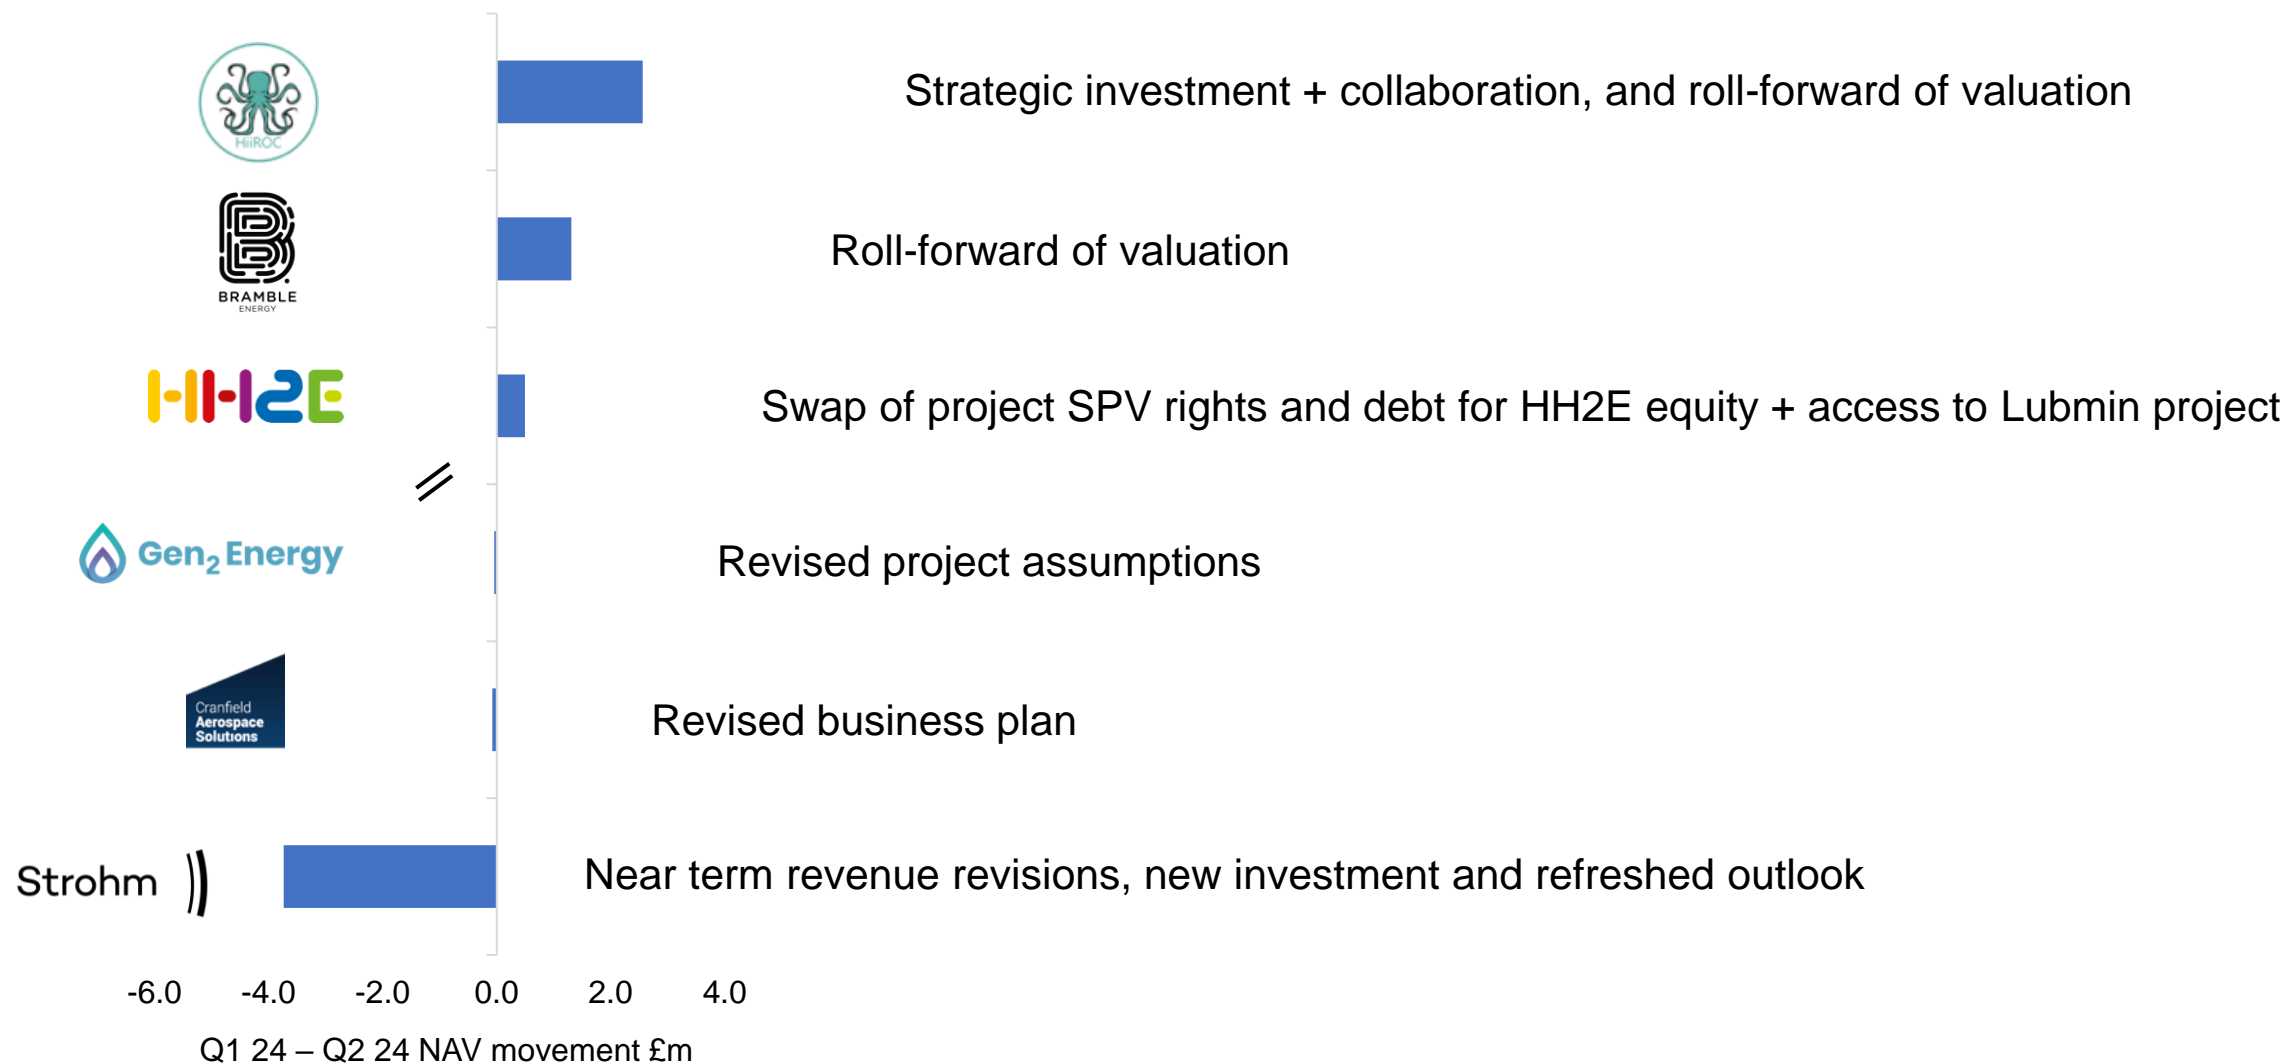 HiiROC
Strategic investment + collaboration, and roll-forward of valuation
BRAMBLE
ENERGY
Roll-forward of valuation
HH2E
Swap of project SPV rights and debt for HH2E equity + access to Lubmin project
Gen₂ Energy
Revised project assumptions
Cranfield
Aerospace
Solutions
Revised business plan
Strohm
Near term revenue revisions, new investment and refreshed outlook
-6.0 -4.0 -2.0 0.0 2.0 4.0
Q1 24 – Q2 24 NAV movement £m